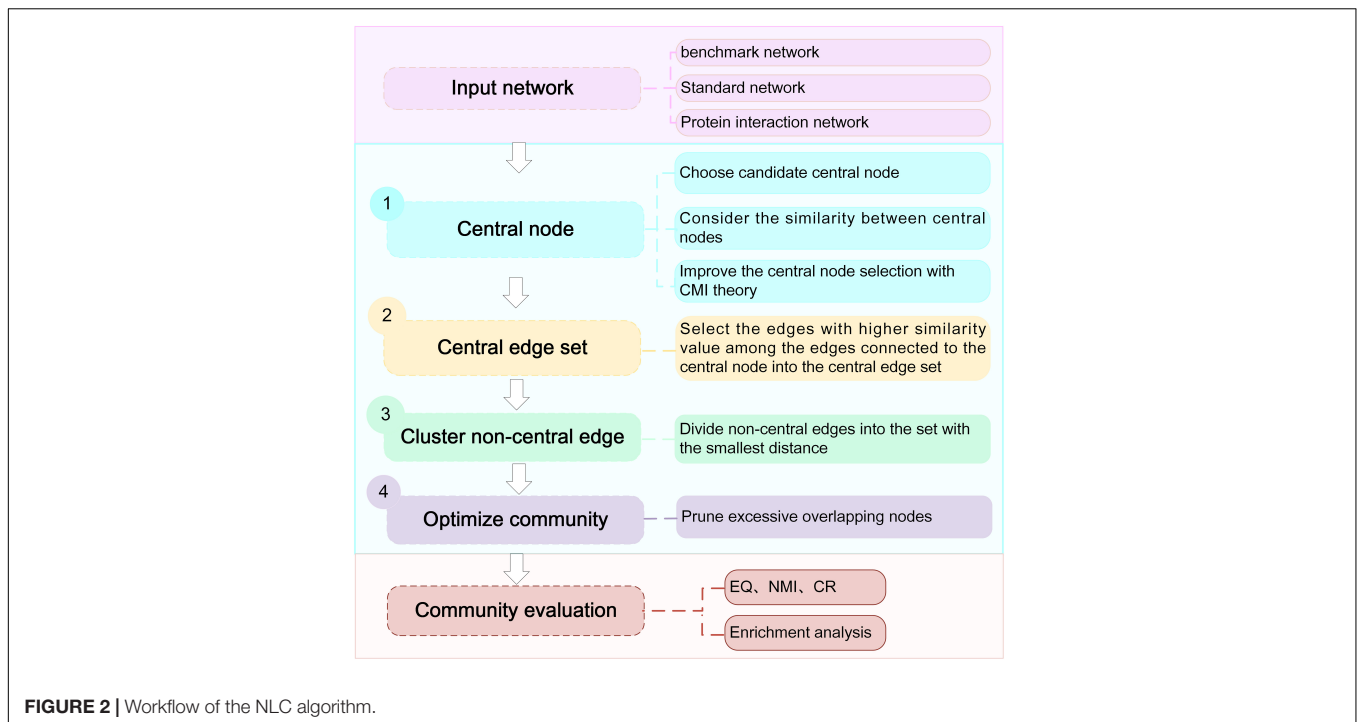 Input network
benchmark network
Standard network
Protein interaction network
1
Central node
Choose candidate central node
Consider the similarity between central
nodes
Improve the central node selection with
CMI theory
2
Central edge set
Select the edges with higher similarity
value among the edges connected to the
central node into the central edge set
3
Cluster non-central edge
Divide non-central edges into the set with
the smallest distance
4
Optimize community
Prune excessive overlapping nodes
Community evaluation
EQ、NMI、CR
Enrichment analysis
FIGURE 2 | Workflow of the NLC algorithm.